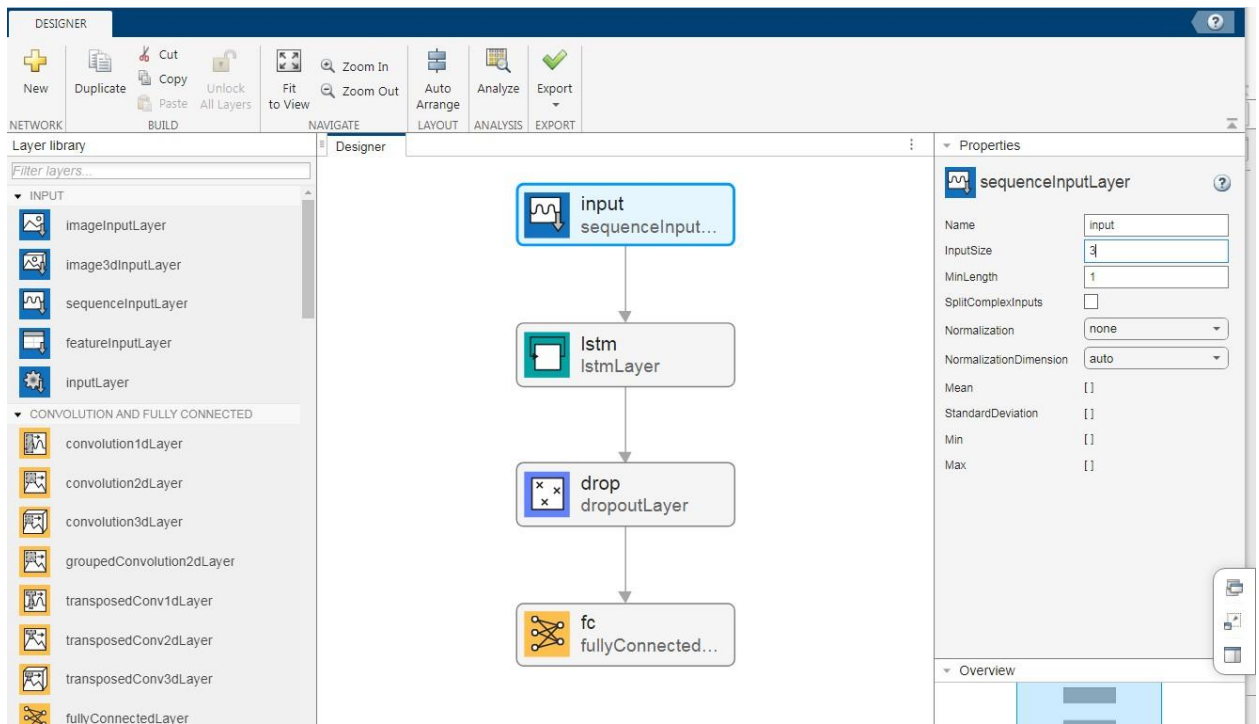 DESIGNER
?
New
Duplicate
Cut
Copy
Paste
Unlock
All Layers
Fit
to View
Zoom In
Zoom Out
Auto
Arrange
Analyze
Export
NETWORK
BUILD
NAVIGATE
LAYOUT
ANALYSIS
EXPORT
Layer library
Filter layers...
INPUT
imageInputLayer
image3dInputLayer
sequenceInputLayer
featureInputLayer
inputLayer
CONVOLUTION AND FULLY CONNECTED
convolution1dLayer
convolution2dLayer
convolution3dLayer
groupedConvolution2dLayer
transposedConv1dLayer
transposedConv2dLayer
transposedConv3dLayer
fullyConnectedLayer
Designer
input
sequenceInput...
lstm
lstmLayer
drop
dropoutLayer
fc
fullyConnected...
Properties
sequenceInputLayer
?
Name input
InputSize 3
MinLength 1
SplitComplexInputs
Normalization none
NormalizationDimension auto
Mean []
StandardDeviation []
Min []
Max []
Overview